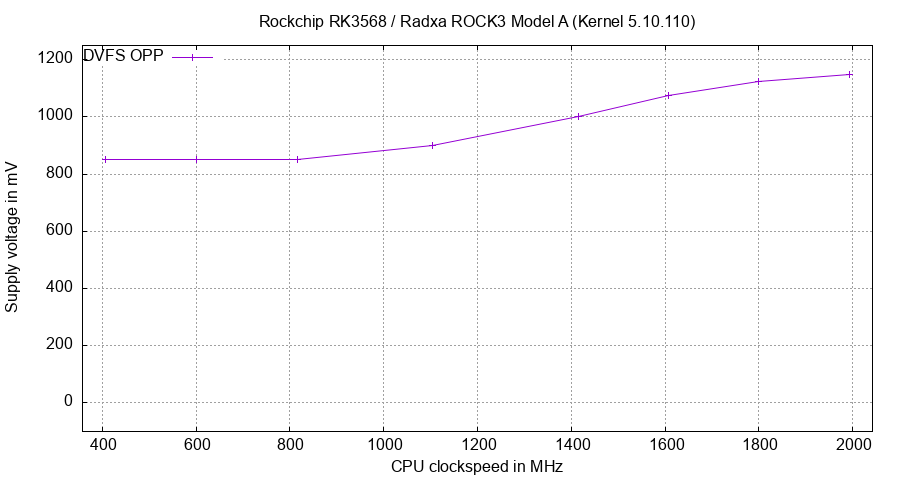 Rockchip RK3568 / Radxa ROCK3 Model A (Kernel 5.10.110)
DVFS OPP
1200
1000
800
600
400
200
0
Supply voltage in mV
400 600 800 1000 1200 1400 1600 1800 2000
CPU clockspeed in MHz